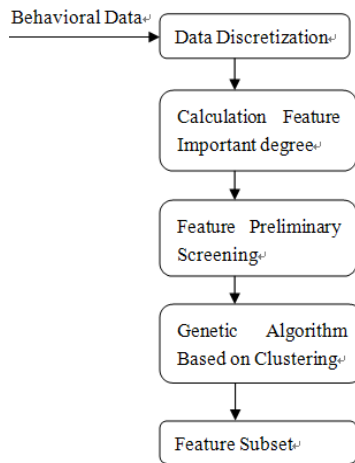 Behavioral Data
Data Discretization
Calculation Feature
Important degree
Feature Preliminary
Screening
Genetic Algorithm
Based on Clustering
Feature Subset